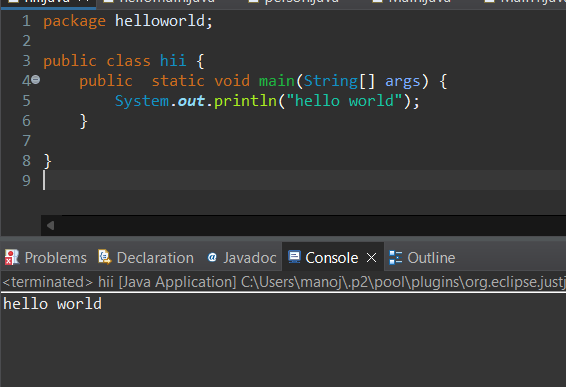 1 package helloworld;
2
3 public class hii {
4 public  static void main(String[] args) {
5 System.out.println("hello world");
6 }
7
8 }
9
Problems Declaration @ Javadoc Console Outline
<terminated> hii [Java Application] C:\Users\manoj\.p2\pool\plugins\org.eclipse.justj
hello world